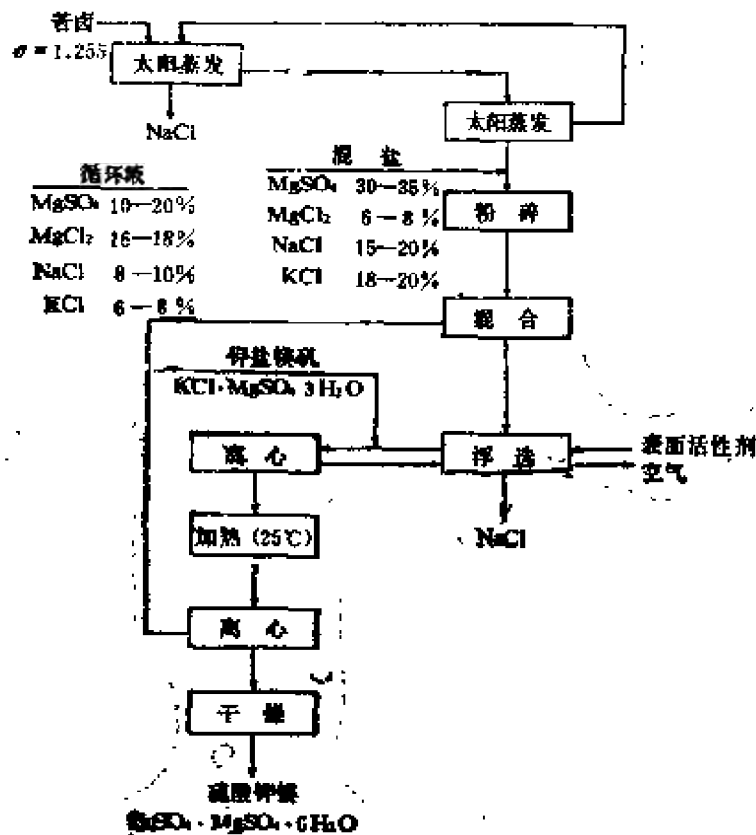 苦卤
太阳蒸发
NaCl
太阳蒸发
混 盐
MgSO₄ 30—35%
MgCl₂ 6—8%
NaCl 15—20%
KCl 18—20%
循环液
MgSO₄ 10—20%
MgCl₂ 16—18%
NaCl 8—10%
KCl 6—8%
粉 碎
混 合
钾盐镁矾
KCl·MgSO₄ 3H₂O
离 心
浮 选
表面活性剂
空气
NaCl
加热(25℃)
离 心
干 燥
硫酸钾镁
MgSO₄·6H₂O